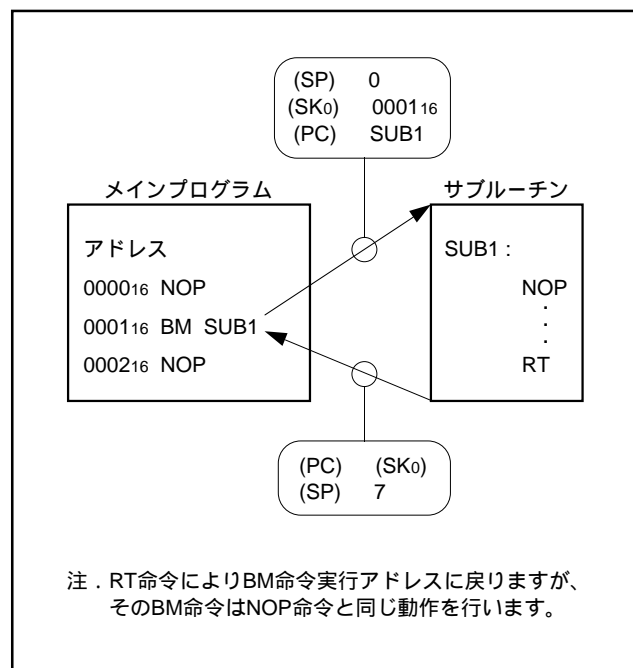 (SP) 0
(SK0) 000116
(PC) SUB1
メインプログラム
サブルーチン
アドレス
000016 NOP
000116 BM SUB1
000216 NOP
SUB1 :
NOP
・
・
・
RT
(PC) (SK0)
(SP) 7
注．RT命令によりBM命令実行アドレスに戻りますが、
そのBM命令はNOP命令と同じ動作を行います。